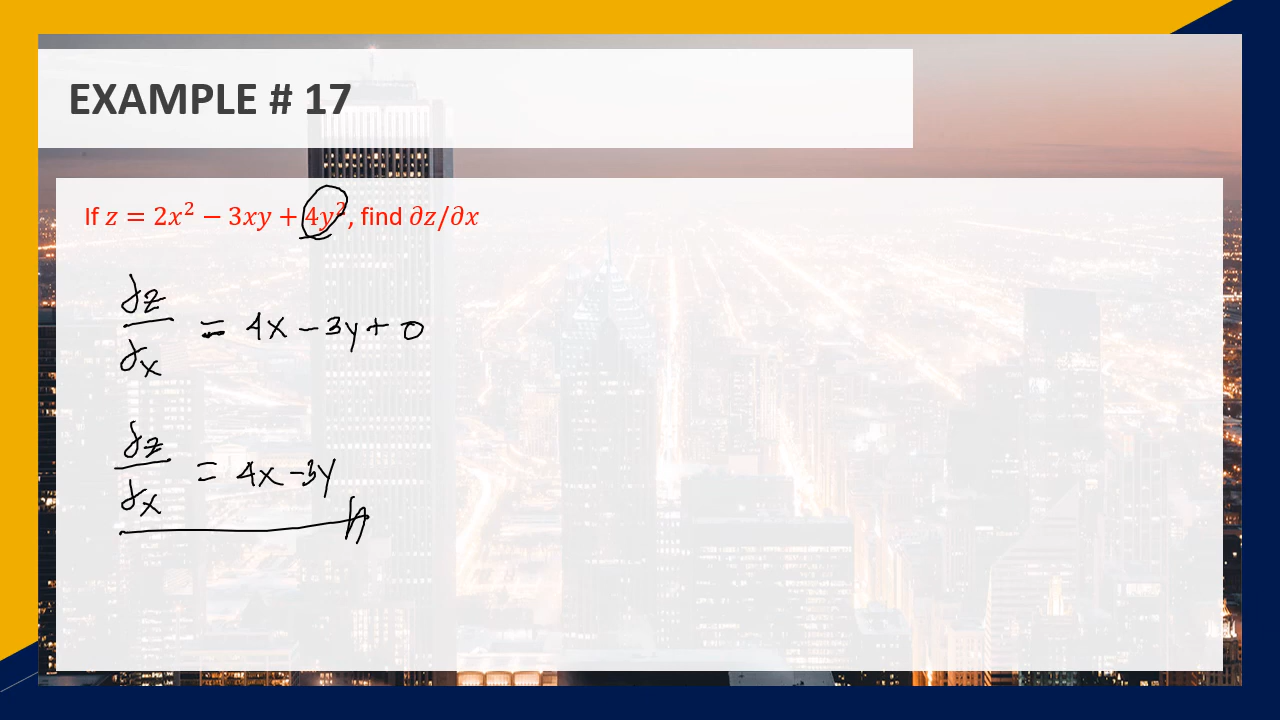 EXAMPLE # 17
If z = 2x² − 3xy + 4y², find ∂z/∂x
∂z/∂x = 4x − 3y + 0
∂z/∂x = 4x − 3y